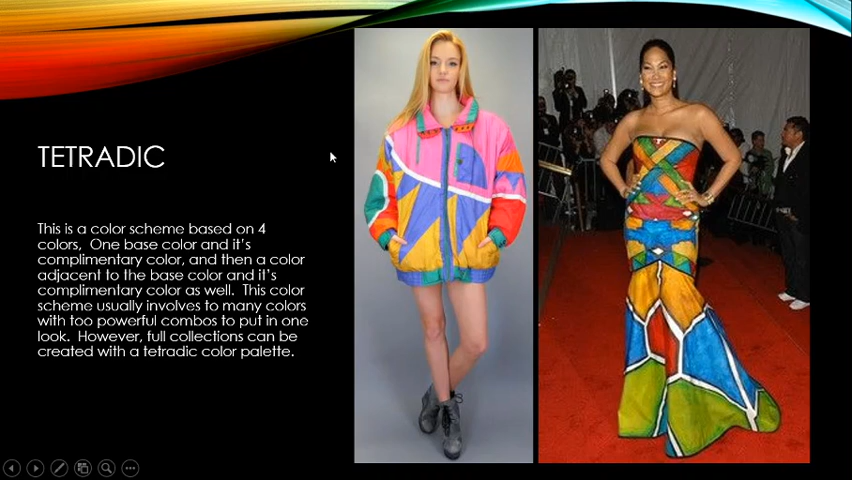 TETRADIC
This is a color scheme based on 4
colors,  One base color and it's
complimentary color, and then a color
adjacent to the base color and it's
complimentary color as well.  This color
scheme usually involves to many colors
with too powerful combos to put in one
look.  However, full collections can be
created with a tetradic color palette.